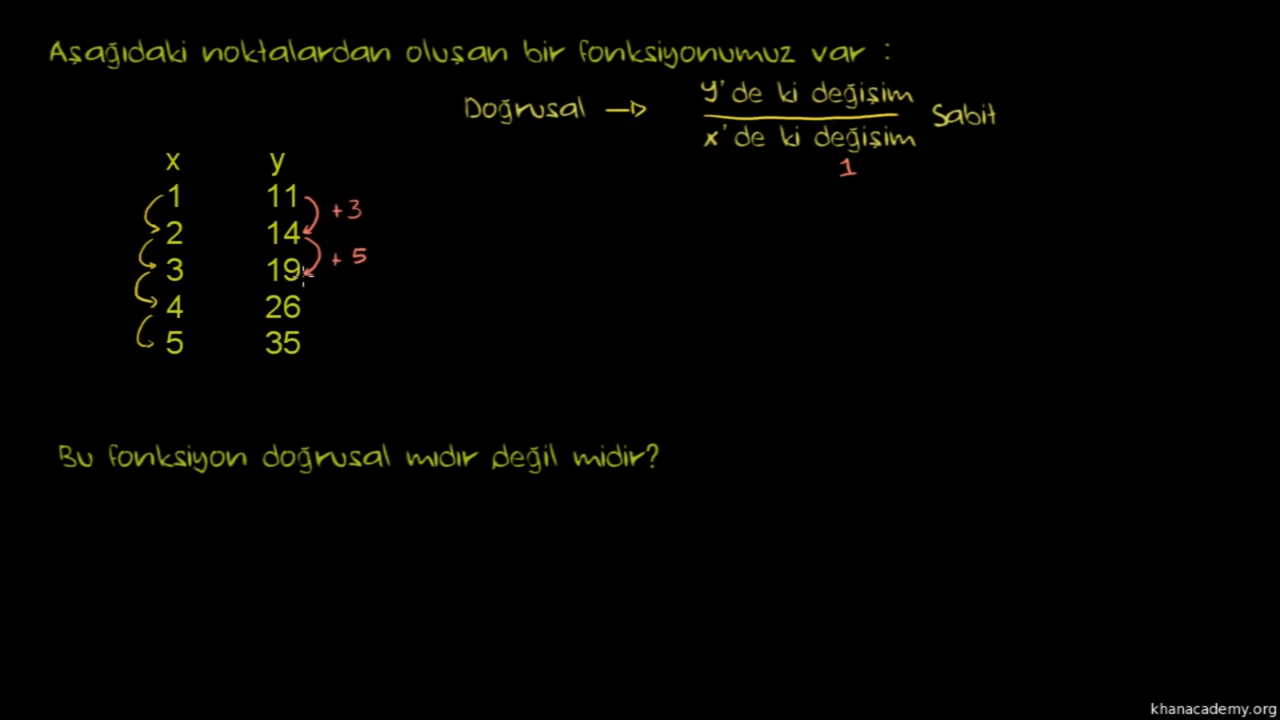 Aşağıdaki noktalardan oluşan bir fonksiyonumuz var :
Doğrusal → y'de ki değişim Sabit
x'de ki değişim
1
x y
1 11
+3
2 14
+ 5
3 19
4 26
5 35
Bu fonksiyon doğrusal mıdır değil midir?
khanacademy.org